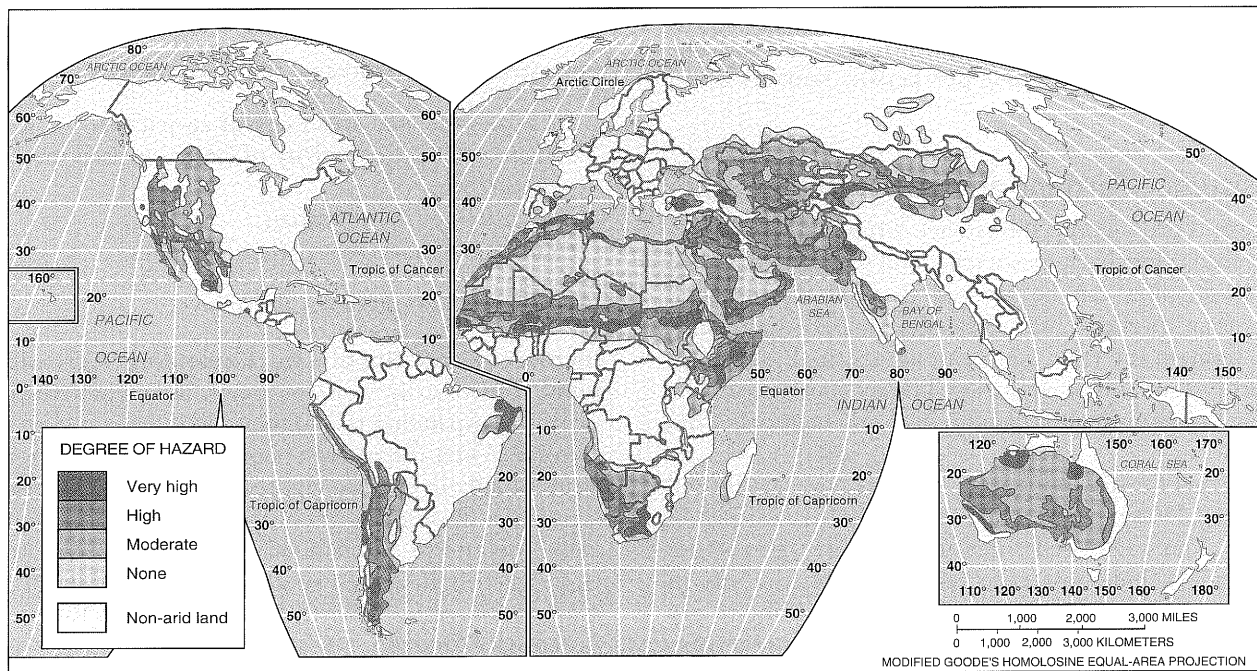 80°
ARCTIC OCEAN
70°
60°
60°
50°
50°
40°
40°
ATLANTIC
OCEAN
30°
30°
Tropic of Cancer
160°
20°
20°
20°
PACIFIC
OCEAN
10°
10°
0°
140° 130° 120° 110° 100° 90°
0°
Equator
10°
20°
Tropic of Capricorn
30°
30°
40°
40°
50°
50°
Arctic Circle
ARCTIC OCEAN
60°
50°
50°
40°
40°
PACIFIC
OCEAN
30°
30°
Tropic of Cancer
20°
20°
ARABIAN
SEA
BAY OF
BENGAL
10°
10°
0°
50° 60° 70° 80° 90°
140° 150°
0°
Equator
INDIAN OCEAN
10°
10°
20°
20°
Tropic of Capricorn
30°
30°
40°
40°
50°
50°
DEGREE OF HAZARD
Very high
High
Moderate
None
Non-arid land
120° 150° 160° 170°
CORAL SEA
20°
20°
30°
30°
40°
40°
110° 120° 130° 140° 150° 160° 180°
0 1,000 2,000 3,000 MILES
0 1,000 2,000 3,000 KILOMETERS
MODIFIED GOODE'S HOMOLOSINE EQUAL-AREA PROJECTION